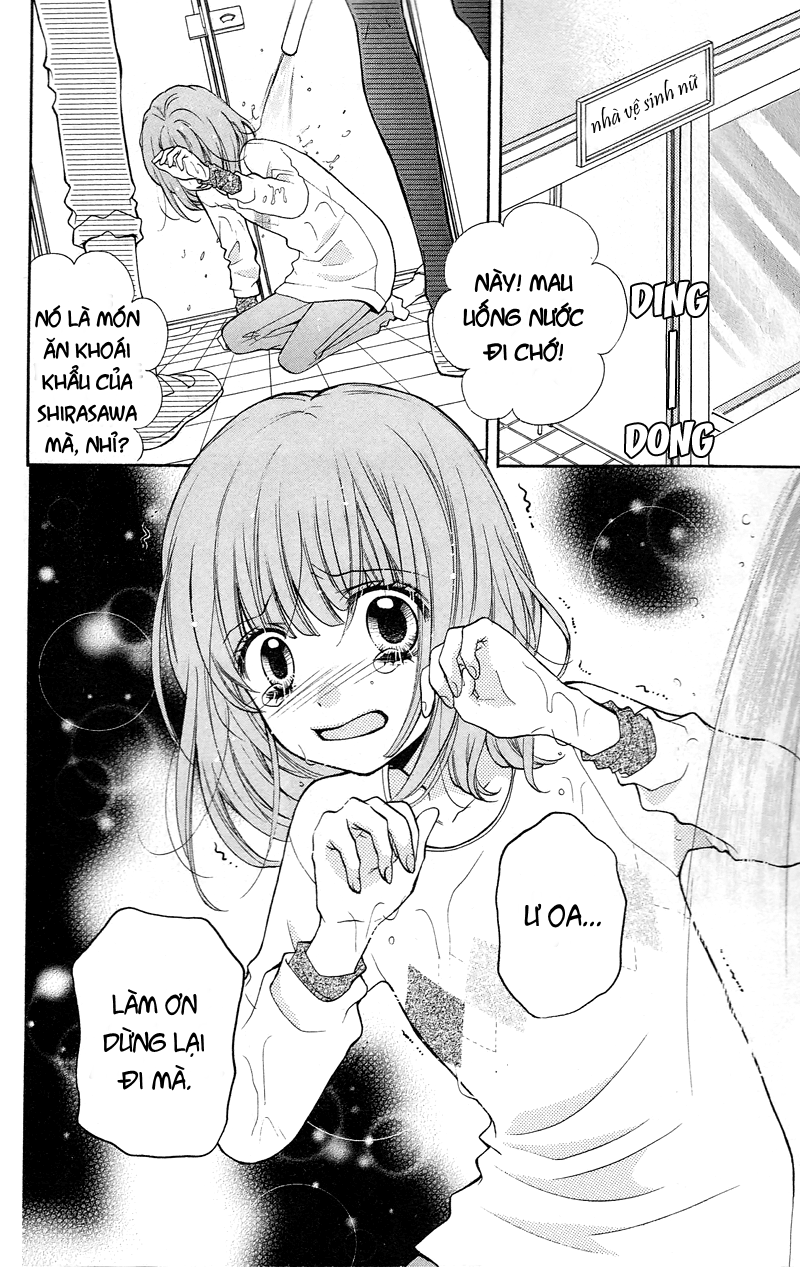 nhà vệ sinh nữ
DING
I
DONG
NÀY! MAU
UỐNG NƯỚC
ĐI CHỚ!
NÓ LÀ MÓN
ĂN KHOÁI
KHẨU CỦA
SHIRASAWA
MÀ, NHỈ?
Ư OA...
LÀM ƠN
DỪNG LẠI
ĐI MÀ.